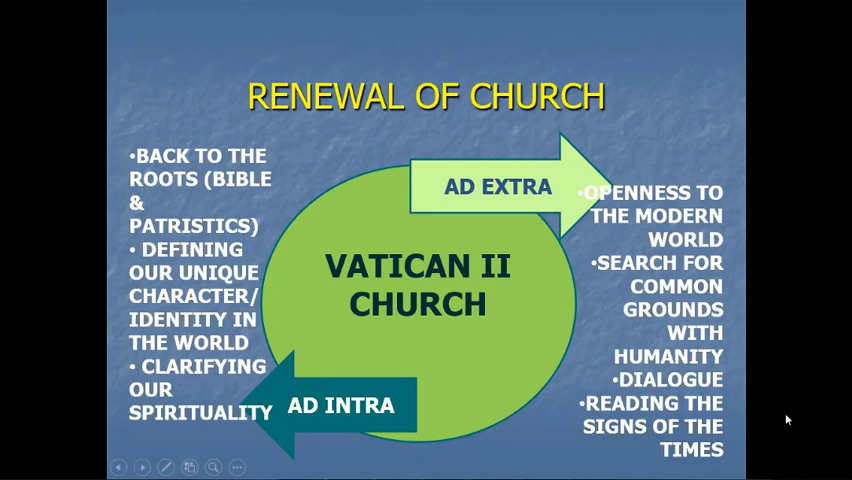 RENEWAL OF CHURCH
•BACK TO THE
ROOTS (BIBLE
&
PATRISTICS)
• DEFINING
OUR UNIQUE
CHARACTER/
IDENTITY IN
THE WORLD
• CLARIFYING
OUR
SPIRITUALITY
AD EXTRA
VATICAN II
CHURCH
AD INTRA
•OPENNESS TO
THE MODERN
WORLD
•SEARCH FOR
COMMON
GROUNDS
WITH
HUMANITY
•DIALOGUE
•READING THE
SIGNS OF THE
TIMES